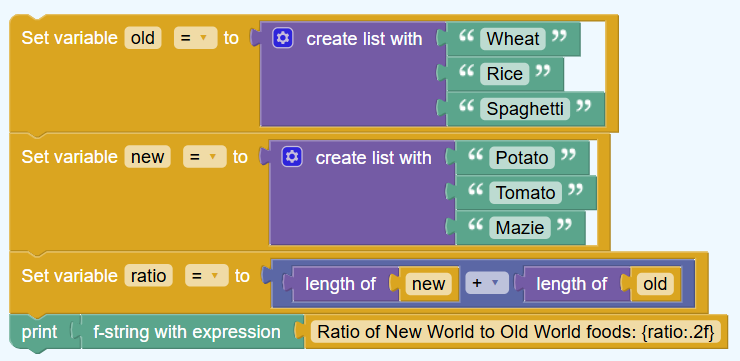 Set variable old = to create list with “ Wheat ”
“ Rice ”
“ Spaghetti ”
Set variable new = to create list with “ Potato ”
“ Tomato ”
“ Mazie ”
Set variable ratio = to length of new + length of old
print f-string with expression Ratio of New World to Old World foods: {ratio:.2f}